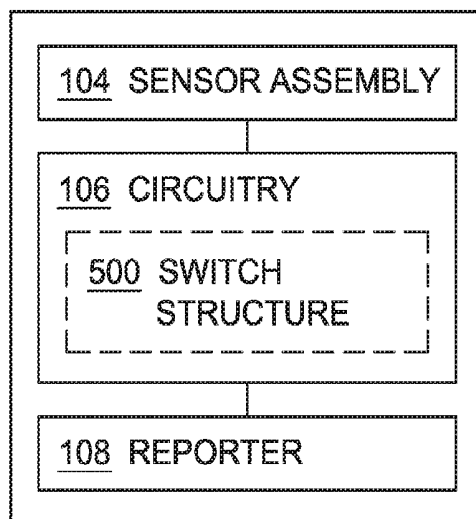 104 SENSOR ASSEMBLY
106 CIRCUITRY
500 SWITCH
STRUCTURE
108 REPORTER